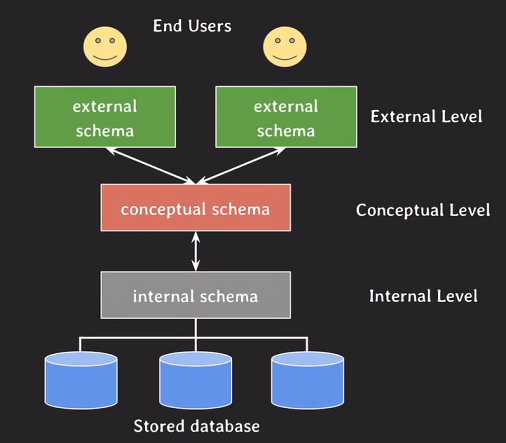 End Users
external
schema
external
schema
External Level
conceptual schema
Conceptual Level
internal schema
Internal Level
Stored database